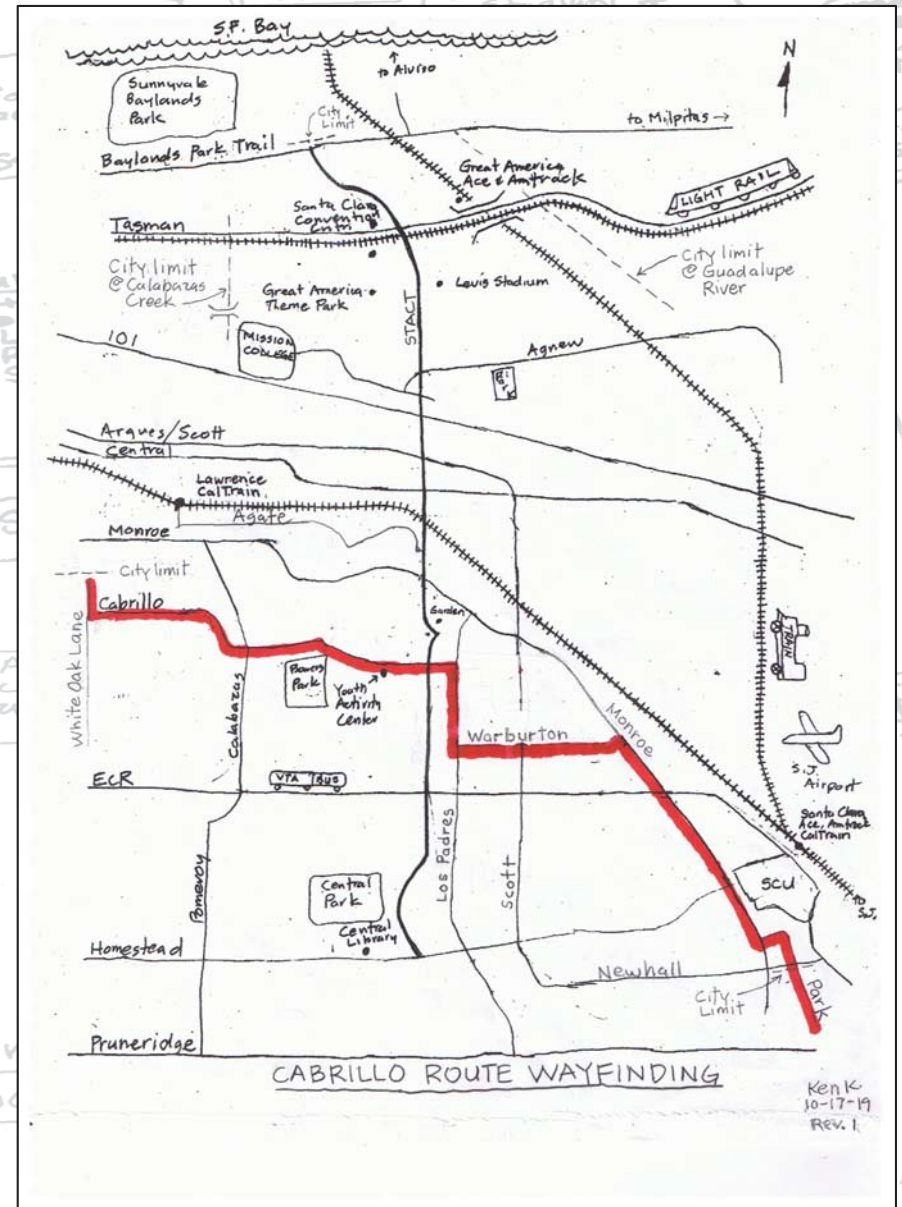 S.F. Bay
N
to Alviso
Sunnyvale
Baylands
Park
City
Limit
to Milpitas →
Baylands Park Trail
Great America
Ace & Amtrack
LIGHT RAIL
Santa Clara
Convention
Cntr
Tasman
City limit
@ Calabazas
Creek
City limit
@ Guadalupe
River
Great America
Theme Park
Levis Stadium
STACT
101
MISSION
COLLEGE
Agnew
Arques/Scott
Central
Lawrence
CalTrain
Agate
Monroe
City limit
Cabrillo
Garden
TRAIN
White Oak Lane
Bowers
Park
Youth
Activity
Center
Calabazas
Warburton
Monroe
ECR
VTA BUS
S.J.
Airport
Santa Clara
Ace, Amtrak
CalTrain
Los Padres
Scott
SCU
to
S.J.
Pomeroy
Central
Park
Central
Library
Homestead
Newhall
City
Limit
Park
Pruneridge
CABRILLO ROUTE WAYFINDING
Ken K
10-17-19
Rev. 1